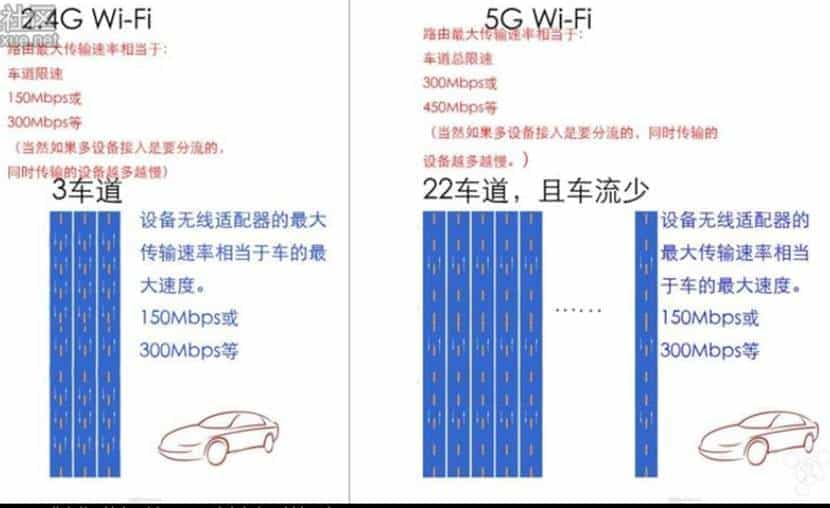 社区
2.4G Wi-Fi
路由最大传输速率相当于：
车道限速
150Mbps或
300Mbps等
（当然如果多设备接入是要分流的，
同时传输的设备越多越慢）
3车道
设备无线适配器的最大
传输速率相当于车的最
大速度。
150Mbps或
300Mbps等
5G Wi-Fi
路由最大传输速率相当于：
车道总限速
300Mbps或
450Mbps等
（当然如果多设备接入是要分流的，同时传输的
设备越多越慢。）
22车道，且车流少
……
设备无线适配器的
最大传输速率相当
于车的最大速度。
150Mbps或
300Mbps等